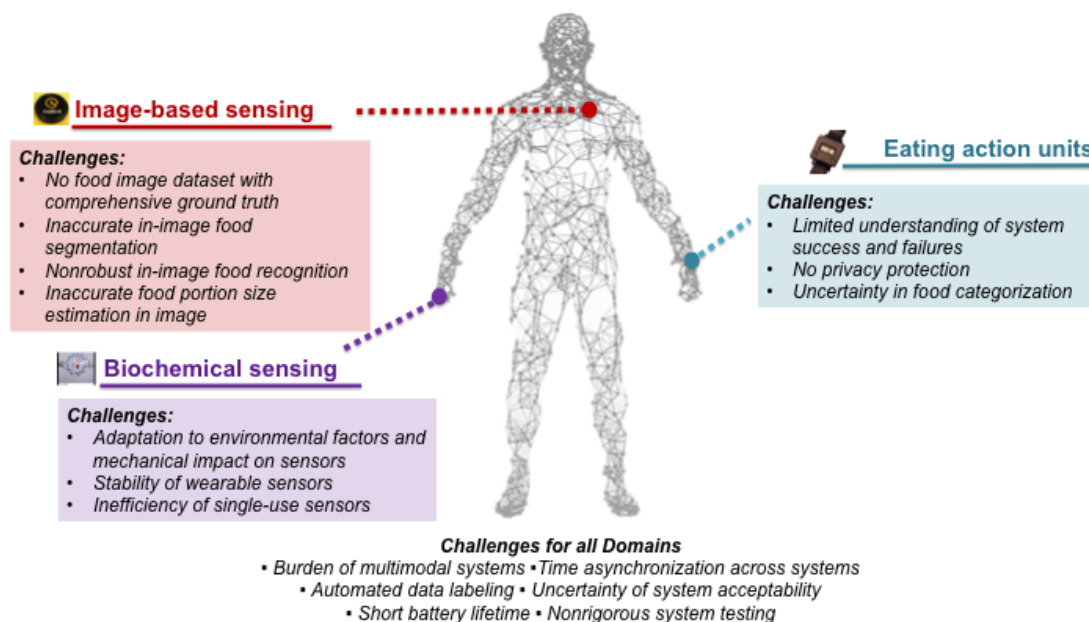 Image-based sensing
Challenges:
• No food image dataset with
comprehensive ground truth
• Inaccurate in-image food
segmentation
• Nonrobust in-image food recognition
• Inaccurate food portion size
estimation in image
Eating action units
Challenges:
• Limited understanding of system
success and failures
• No privacy protection
• Uncertainty in food categorization
Biochemical sensing
Challenges:
• Adaptation to environmental factors and
mechanical impact on sensors
• Stability of wearable sensors
• Inefficiency of single-use sensors
Challenges for all Domains
▪ Burden of multimodal systems ▪Time asynchronization across systems
▪ Automated data labeling ▪ Uncertainty of system acceptability
▪ Short battery lifetime ▪ Nonrigorous system testing